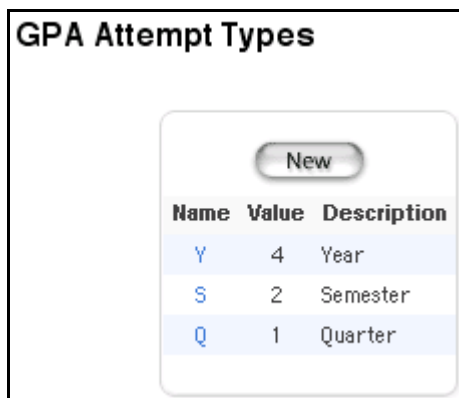 GPA Attempt Types
New
Name Value Description
Y 4 Year
S 2 Semester
Q 1 Quarter